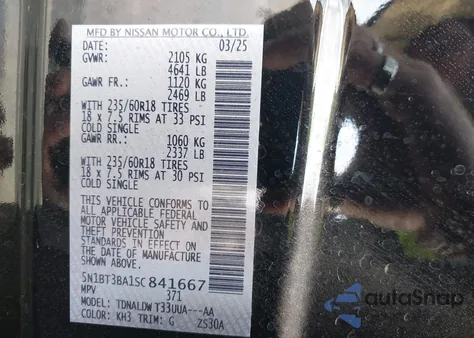 MFD BY NISSAN MOTOR CO., LTD.
DATE: 03/25
GVWR: 2105 KG
4641 LB
GAWR FR.: 1120 KG
2469 LB
WITH 235/60R18 TIRES
18 x 7.5 RIMS AT 33 PSI
COLD SINGLE
GAWR RR.: 1060 KG
2337 LB
WITH 235/60R18 TIRES
18 x 7.5 RIMS AT 30 PSI
COLD SINGLE
THIS VEHICLE CONFORMS TO
ALL APPLICABLE FEDERAL
MOTOR VEHICLE SAFETY AND
THEFT PREVENTION
STANDARDS IN EFFECT ON
THE DATE OF MANUFACTURE
SHOWN ABOVE.
5N1BT3BA1SC841667
MPV 371
MODEL: TDNALDW T33UUA---AA
COLOR: KH3 TRIM: G ZS30A
autoSnap